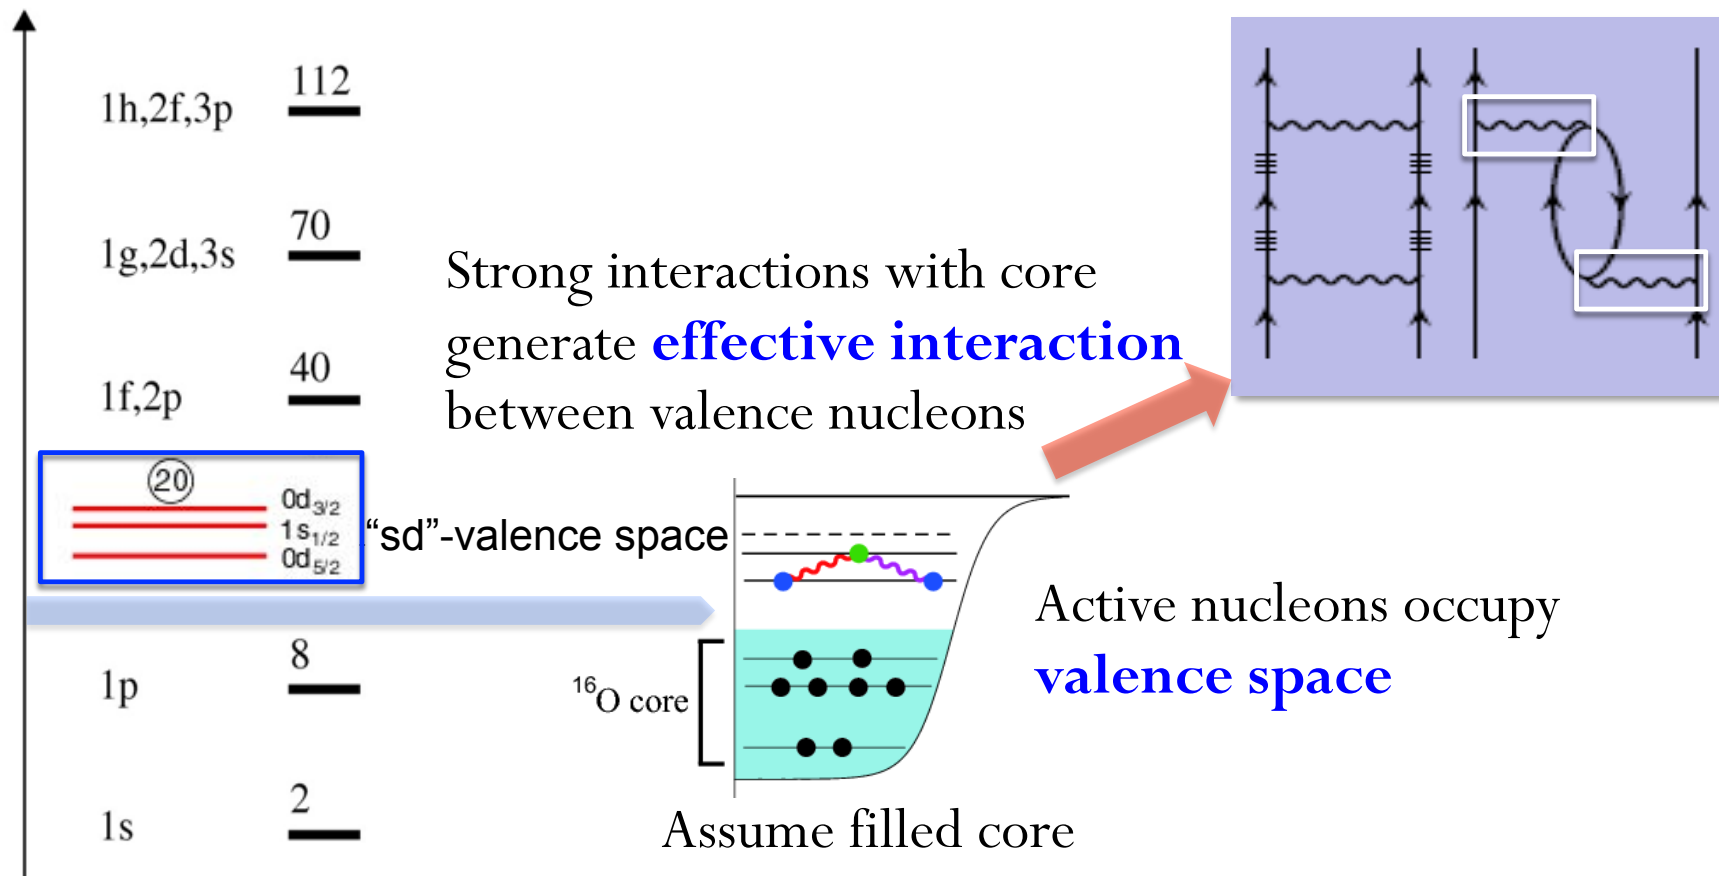 112
1h,2f,3p
70
1g,2d,3s
40
1f,2p
Strong interactions with core
generate effective interaction
between valence nucleons
20
0d3/2
1s1/2
0d5/2
"sd"-valence space
8
1p
2
1s
16O core
Assume filled core
Active nucleons occupy
valence space